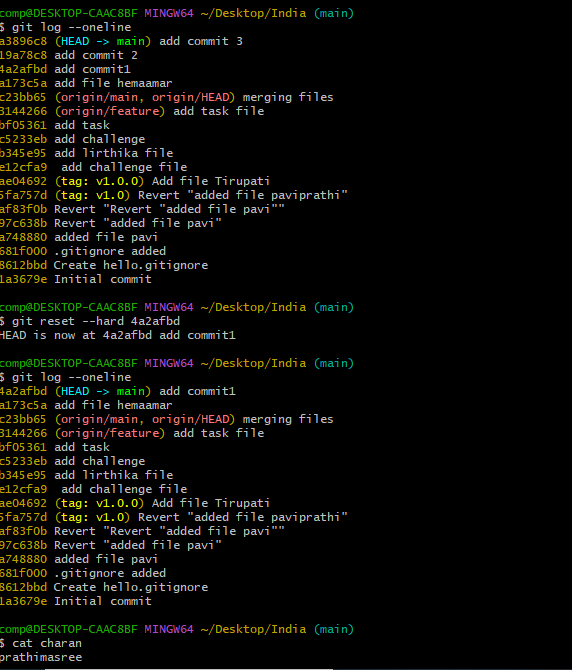 comp@DESKTOP-CAAC8BF MINGW64 ~/Desktop/India (main)
$ git log --oneline
a3896c8 (HEAD -> main) add commit 3
19a78c8 add commit 2
4a2afbd add commit1
a173c5a add file hemaamar
c23bb65 (origin/main, origin/HEAD) merging files
3144266 (origin/feature) add task file
bf05361 add task
c5233eb add challenge
b345e95 add lirthika file
e12cfa9  add challenge file
ae04692 (tag: v1.0.0) Add file Tirupati
5fa757d (tag: v1.0) Revert "added file paviprathi"
af83f0b Revert "Revert "added file pavi""
97c638b Revert "added file pavi"
a748880 added file pavi
681f000 .gitignore added
8612bbd Create hello.gitignore
1a3679e Initial commit
comp@DESKTOP-CAAC8BF MINGW64 ~/Desktop/India (main)
$ git reset --hard 4a2afbd
HEAD is now at 4a2afbd add commit1
comp@DESKTOP-CAAC8BF MINGW64 ~/Desktop/India (main)
$ git log --oneline
4a2afbd (HEAD -> main) add commit1
a173c5a add file hemaamar
c23bb65 (origin/main, origin/HEAD) merging files
3144266 (origin/feature) add task file
bf05361 add task
c5233eb add challenge
b345e95 add lirthika file
e12cfa9  add challenge file
ae04692 (tag: v1.0.0) Add file Tirupati
5fa757d (tag: v1.0) Revert "added file paviprathi"
af83f0b Revert "Revert "added file pavi""
97c638b Revert "added file pavi"
a748880 added file pavi
681f000 .gitignore added
8612bbd Create hello.gitignore
1a3679e Initial commit
comp@DESKTOP-CAAC8BF MINGW64 ~/Desktop/India (main)
$ cat charan
prathimasree